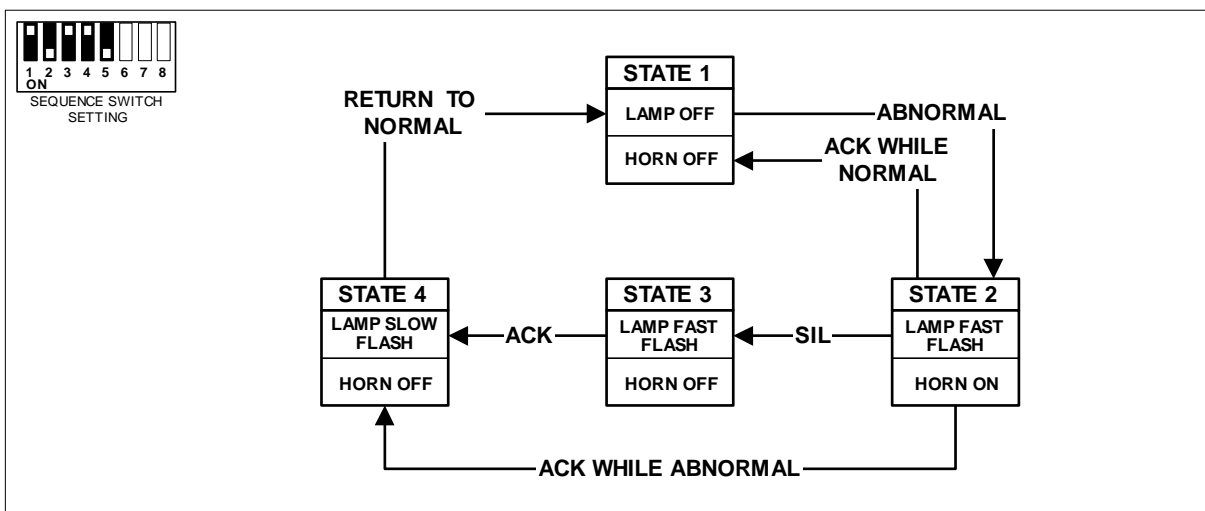 1 2 3 4 5 6 7 8
ON
SEQUENCE SWITCH
SETTING
STATE 1
LAMP OFF
HORN OFF
RETURN TO
NORMAL
ABNORMAL
ACK WHILE
NORMAL
STATE 4
LAMP SLOW
FLASH
HORN OFF
ACK
STATE 3
LAMP FAST
FLASH
HORN OFF
SIL
STATE 2
LAMP FAST
FLASH
HORN ON
ACK WHILE ABNORMAL